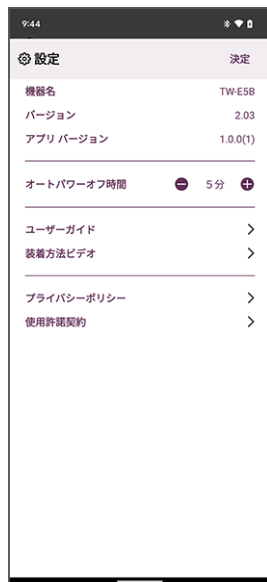 9:44
設定 決定
機器名 TW-E5B
バージョン 2.03
アプリ バージョン 1.0.0(1)
オートパワーオフ時間 5分
ユーザーガイド
装着方法ビデオ
プライバシーポリシー
使用許諾契約